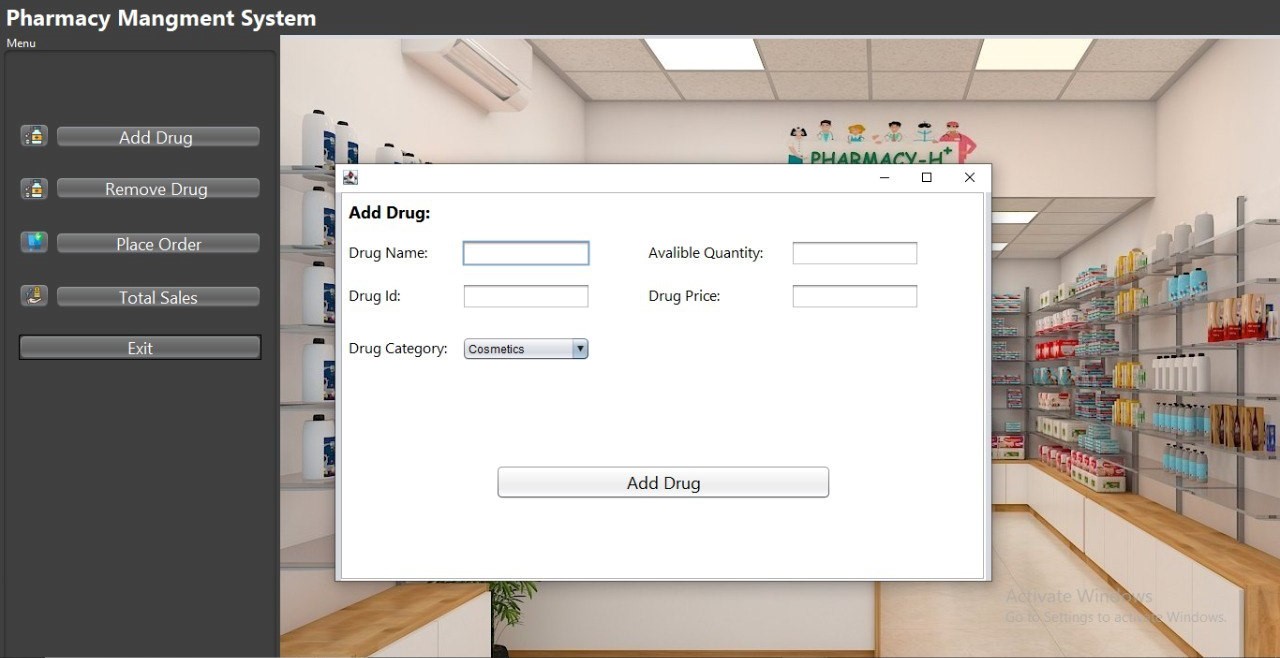 Pharmacy Mangment System
Menu
Add Drug
Remove Drug
Place Order
Total Sales
Exit
PHARMACY-H+
Add Drug:
Drug Name:
Avalible Quantity:
Drug Id:
Drug Price:
Drug Category:
Cosmetics
Add Drug
Activate Windows
Go to Settings to activate Windows.